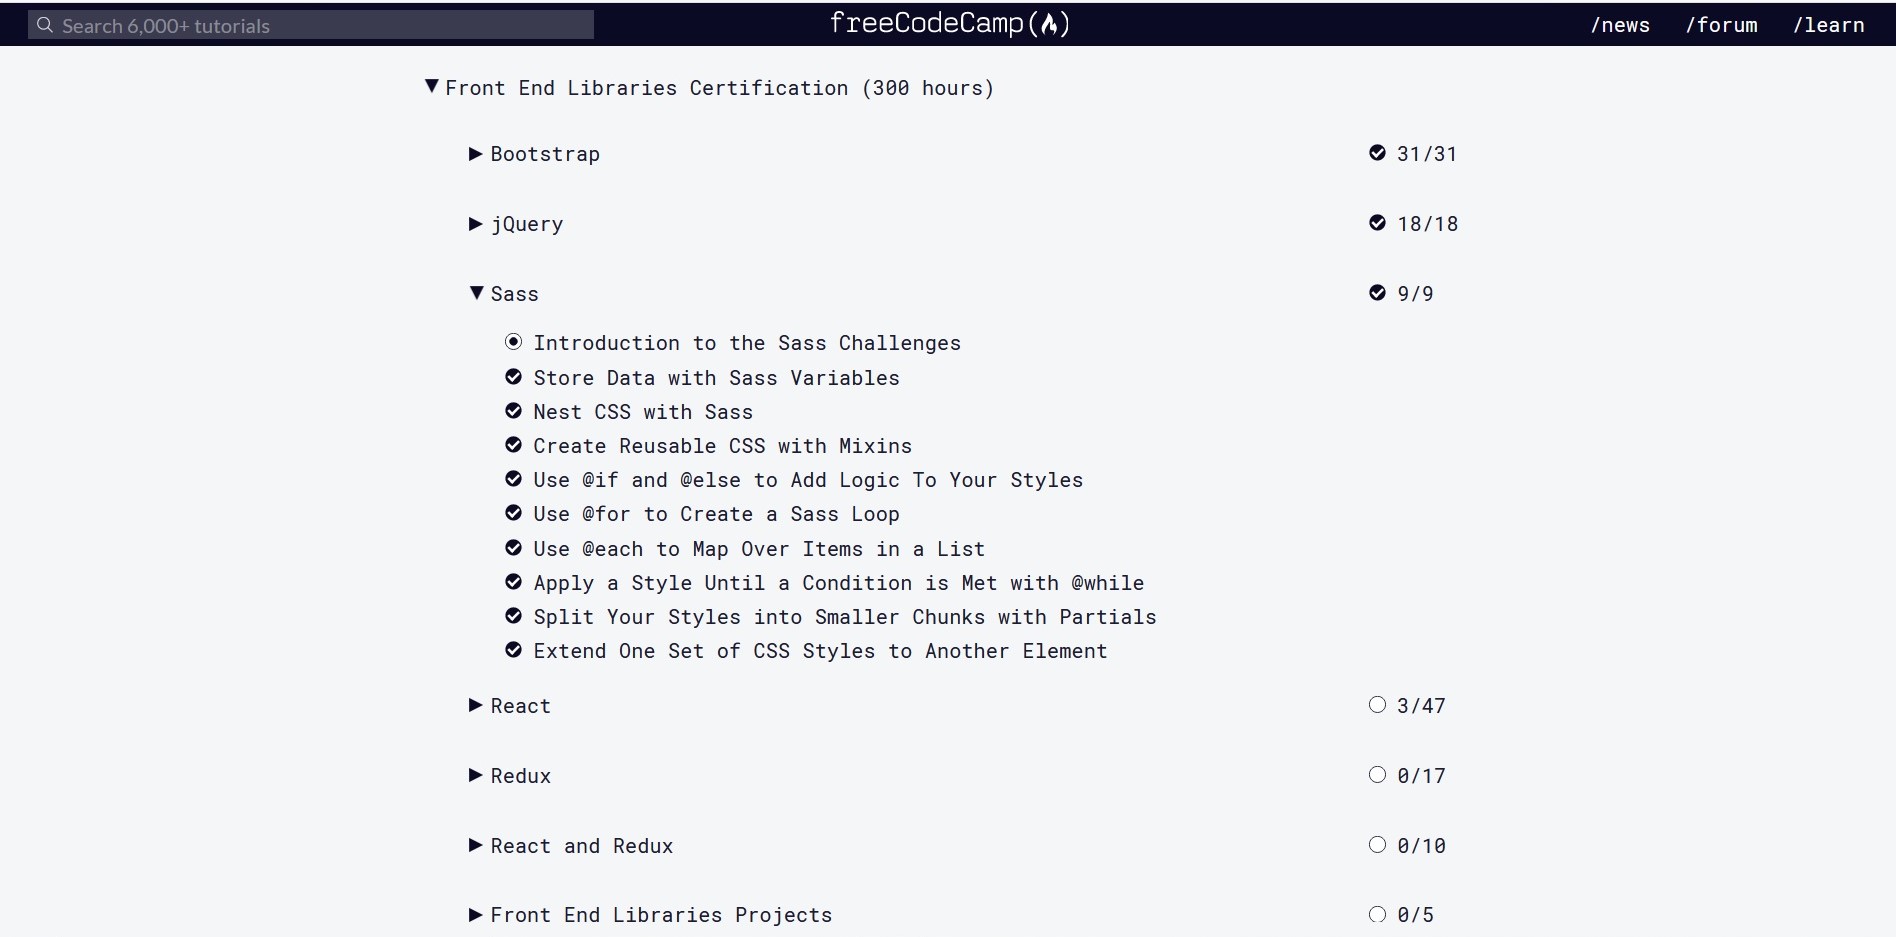 Search 6,000+ tutorials
freeCodeCamp
/news /forum /learn
Front End Libraries Certification (300 hours)
Bootstrap 31/31
jQuery 18/18
Sass 9/9
Introduction to the Sass Challenges
Store Data with Sass Variables
Nest CSS with Sass
Create Reusable CSS with Mixins
Use @if and @else to Add Logic To Your Styles
Use @for to Create a Sass Loop
Use @each to Map Over Items in a List
Apply a Style Until a Condition is Met with @while
Split Your Styles into Smaller Chunks with Partials
Extend One Set of CSS Styles to Another Element
React 3/47
Redux 0/17
React and Redux 0/10
Front End Libraries Projects 0/5